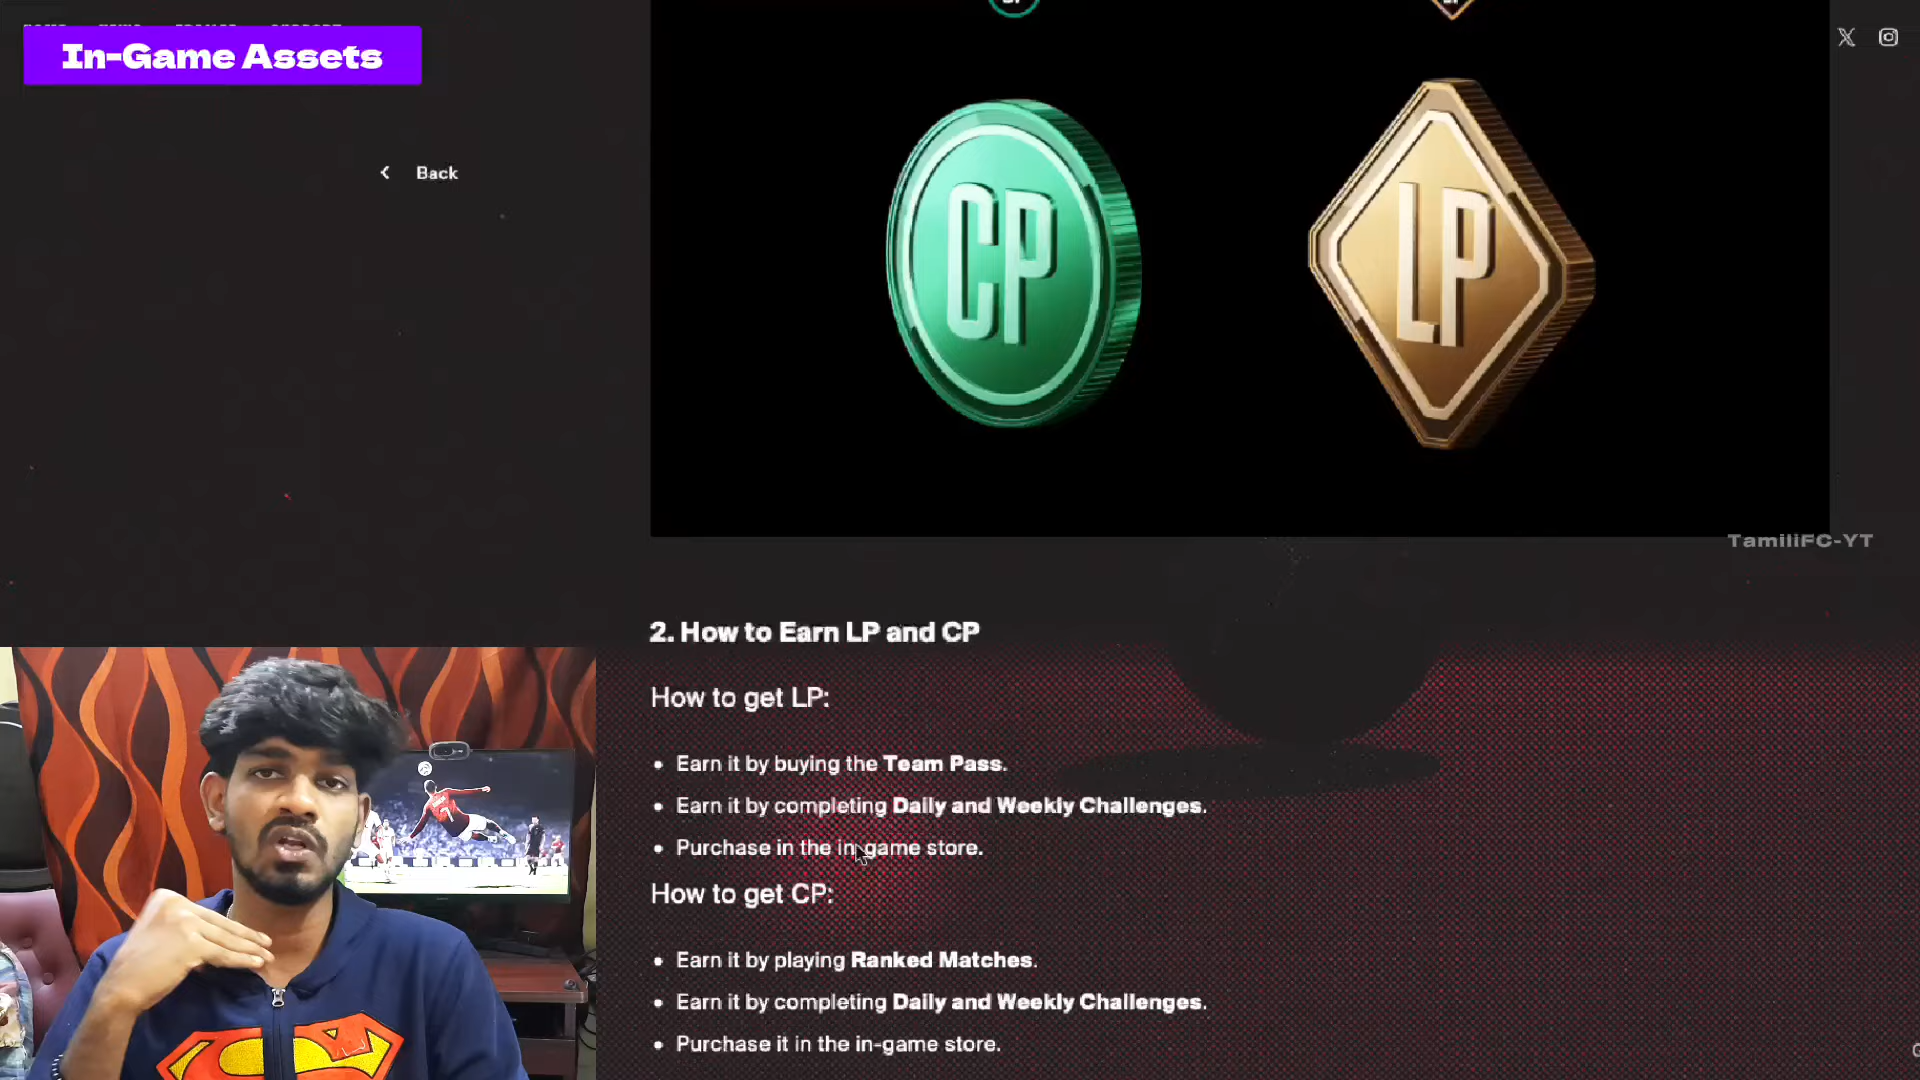 In-Game Assets
Back
CP
LP
TamiliFC-YT
2. How to Earn LP and CP
How to get LP:
• Earn it by buying the Team Pass.
• Earn it by completing Daily and Weekly Challenges.
• Purchase in the in-game store.
How to get CP:
• Earn it by playing Ranked Matches.
• Earn it by completing Daily and Weekly Challenges.
• Purchase it in the in-game store.